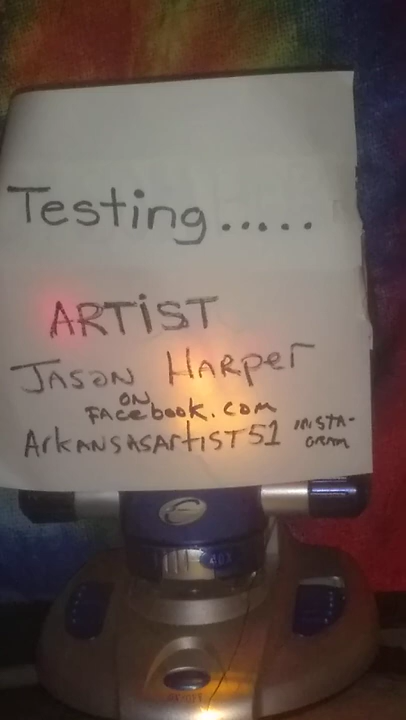 Testing.....
ARTIST
JASON HARPER
ON
FACEbook.com
ArkANSASARTIST51 INSTA-
GRAM